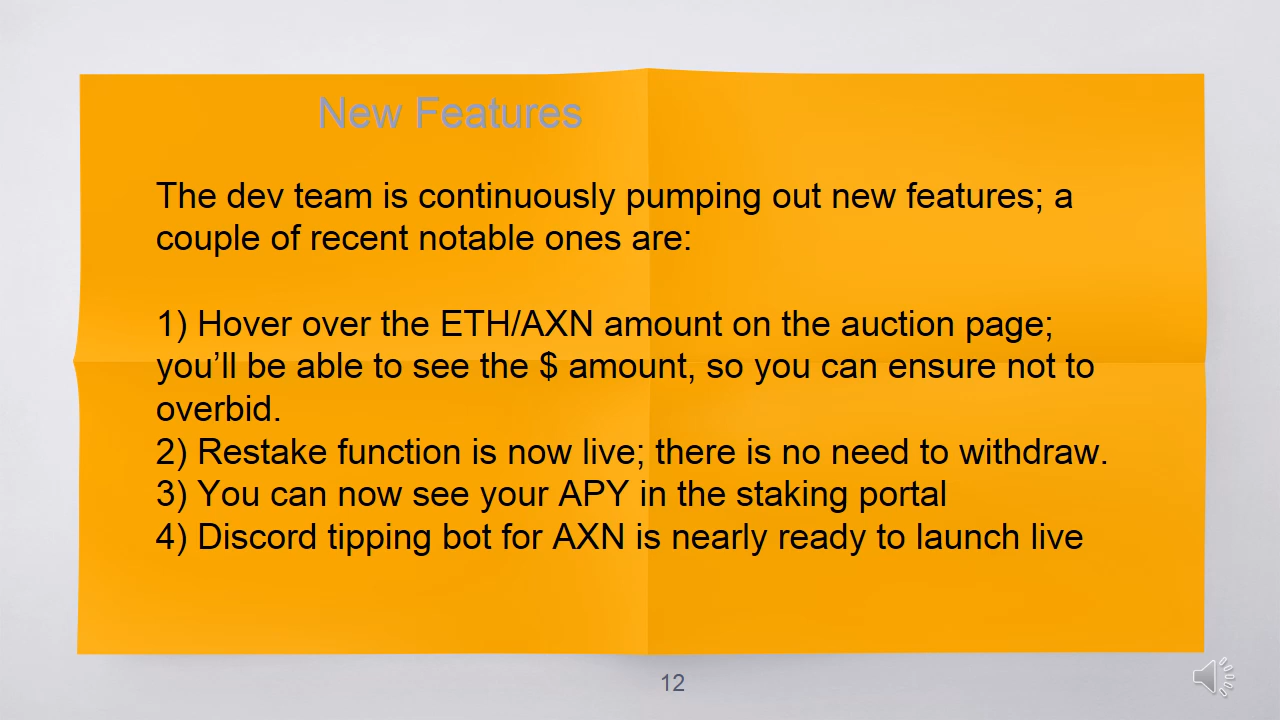 New Features
The dev team is continuously pumping out new features; a
couple of recent notable ones are:
1) Hover over the ETH/AXN amount on the auction page;
you’ll be able to see the $ amount, so you can ensure not to
overbid.
2) Restake function is now live; there is no need to withdraw.
3) You can now see your APY in the staking portal
4) Discord tipping bot for AXN is nearly ready to launch live
12